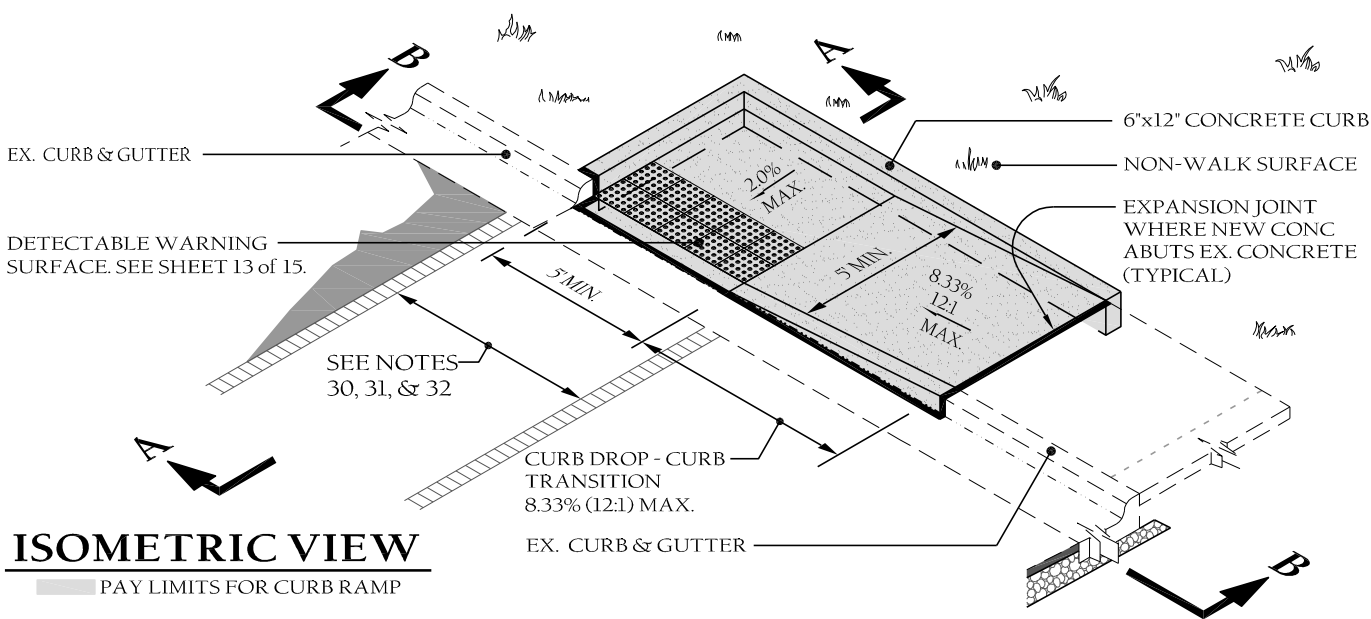 B
A
6"x12" CONCRETE CURB
EX. CURB & GUTTER
NON-WALK SURFACE
2.0%
MAX.
EXPANSION JOINT
WHERE NEW CONC
ABUTS EX. CONCRETE
(TYPICAL)
DETECTABLE WARNING
SURFACE. SEE SHEET 13 of 15.
5' MIN.
5' MIN.
8.33%
12:1
MAX.
SEE NOTES
30, 31, & 32
A
CURB DROP - CURB
TRANSITION
8.33% (12:1) MAX.
EX. CURB & GUTTER
ISOMETRIC VIEW
PAY LIMITS FOR CURB RAMP
B